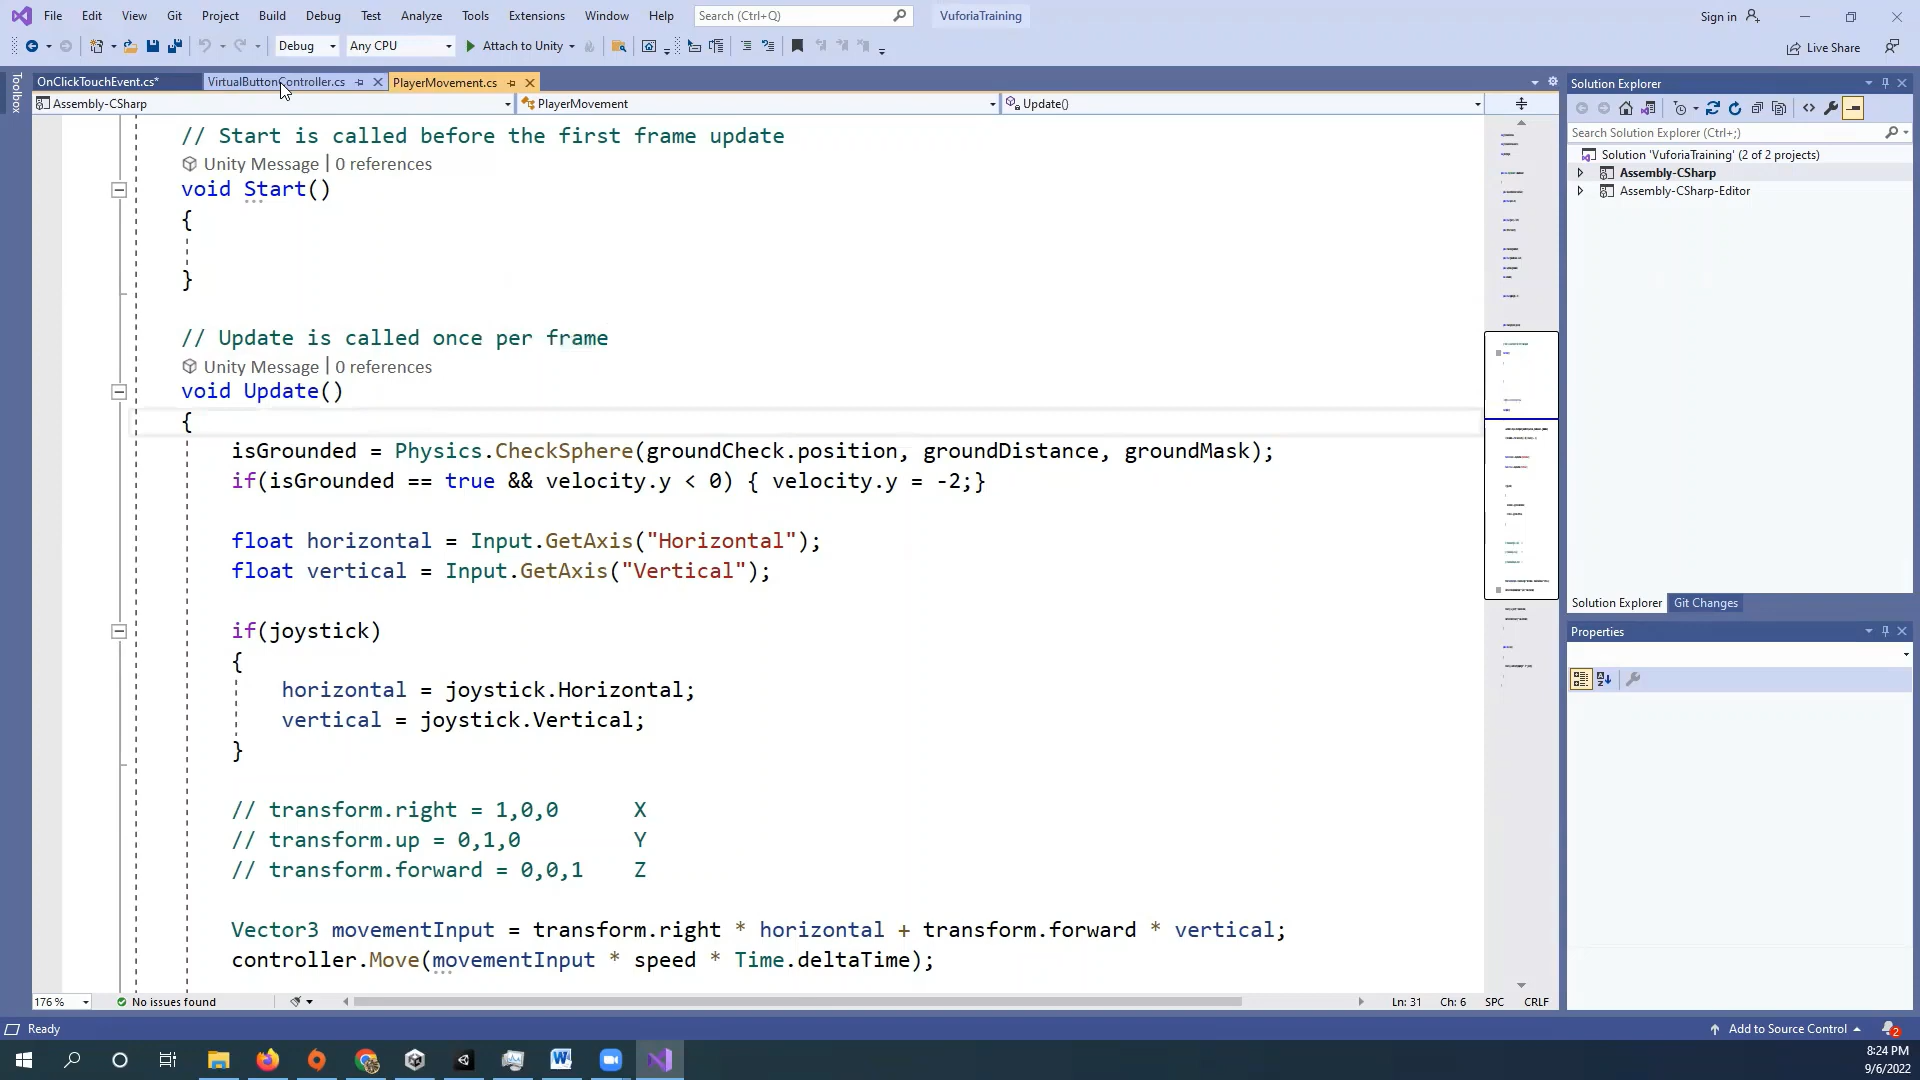 File Edit View Git Project Build Debug Test Analyze Tools Extensions Window Help Search (Ctrl+Q) VuforiaTraining Sign in
Debug Any CPU Attach to Unity Live Share
Toolbox
OnClickTouchEvent.cs* VirtualButtonController.cs PlayerMovement.cs
Assembly-CSharp PlayerMovement Update()
// Start is called before the first frame update
Unity Message | 0 references
void Start()
{
}
// Update is called once per frame
Unity Message | 0 references
void Update()
{
isGrounded = Physics.CheckSphere(groundCheck.position, groundDistance, groundMask);
if(isGrounded == true && velocity.y < 0) { velocity.y = -2;}
float horizontal = Input.GetAxis("Horizontal");
float vertical = Input.GetAxis("Vertical");
if(joystick)
{
horizontal = joystick.Horizontal;
vertical = joystick.Vertical;
}
// transform.right = 1,0,0 X
// transform.up = 0,1,0 Y
// transform.forward = 0,0,1 Z
Vector3 movementInput = transform.right * horizontal + transform.forward * vertical;
controller.Move(movementInput * speed * Time.deltaTime);
176 % No issues found Ln: 31 Ch: 6 SPC CRLF
Solution Explorer
Search Solution Explorer (Ctrl+;)
Solution 'VuforiaTraining' (2 of 2 projects)
Assembly-CSharp
Assembly-CSharp-Editor
Solution Explorer Git Changes
Properties
Ready Add to Source Control 2
8:24 PM
9/6/2022